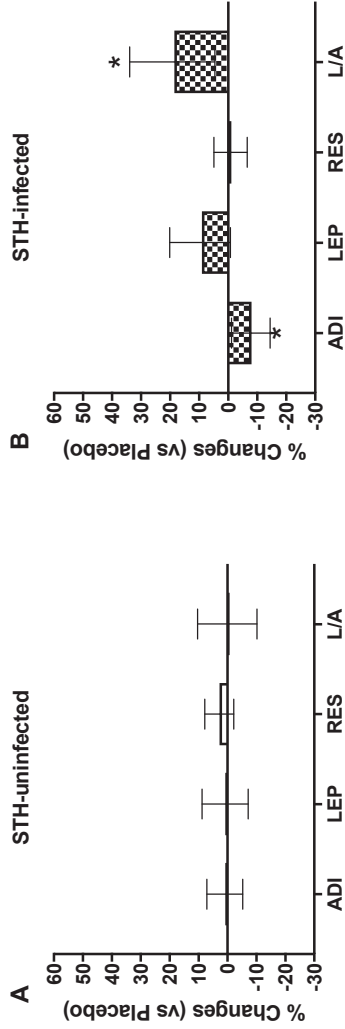 A
STH-uninfected
% Changes (vs Placebo)
60
50
40
30
20
10
0
-10
-20
-30
ADI LEP RES L/A
B
STH-infected
% Changes (vs Placebo)
60
50
40
30
20
10
0
-10
-20
-30
*
*
ADI LEP RES L/A